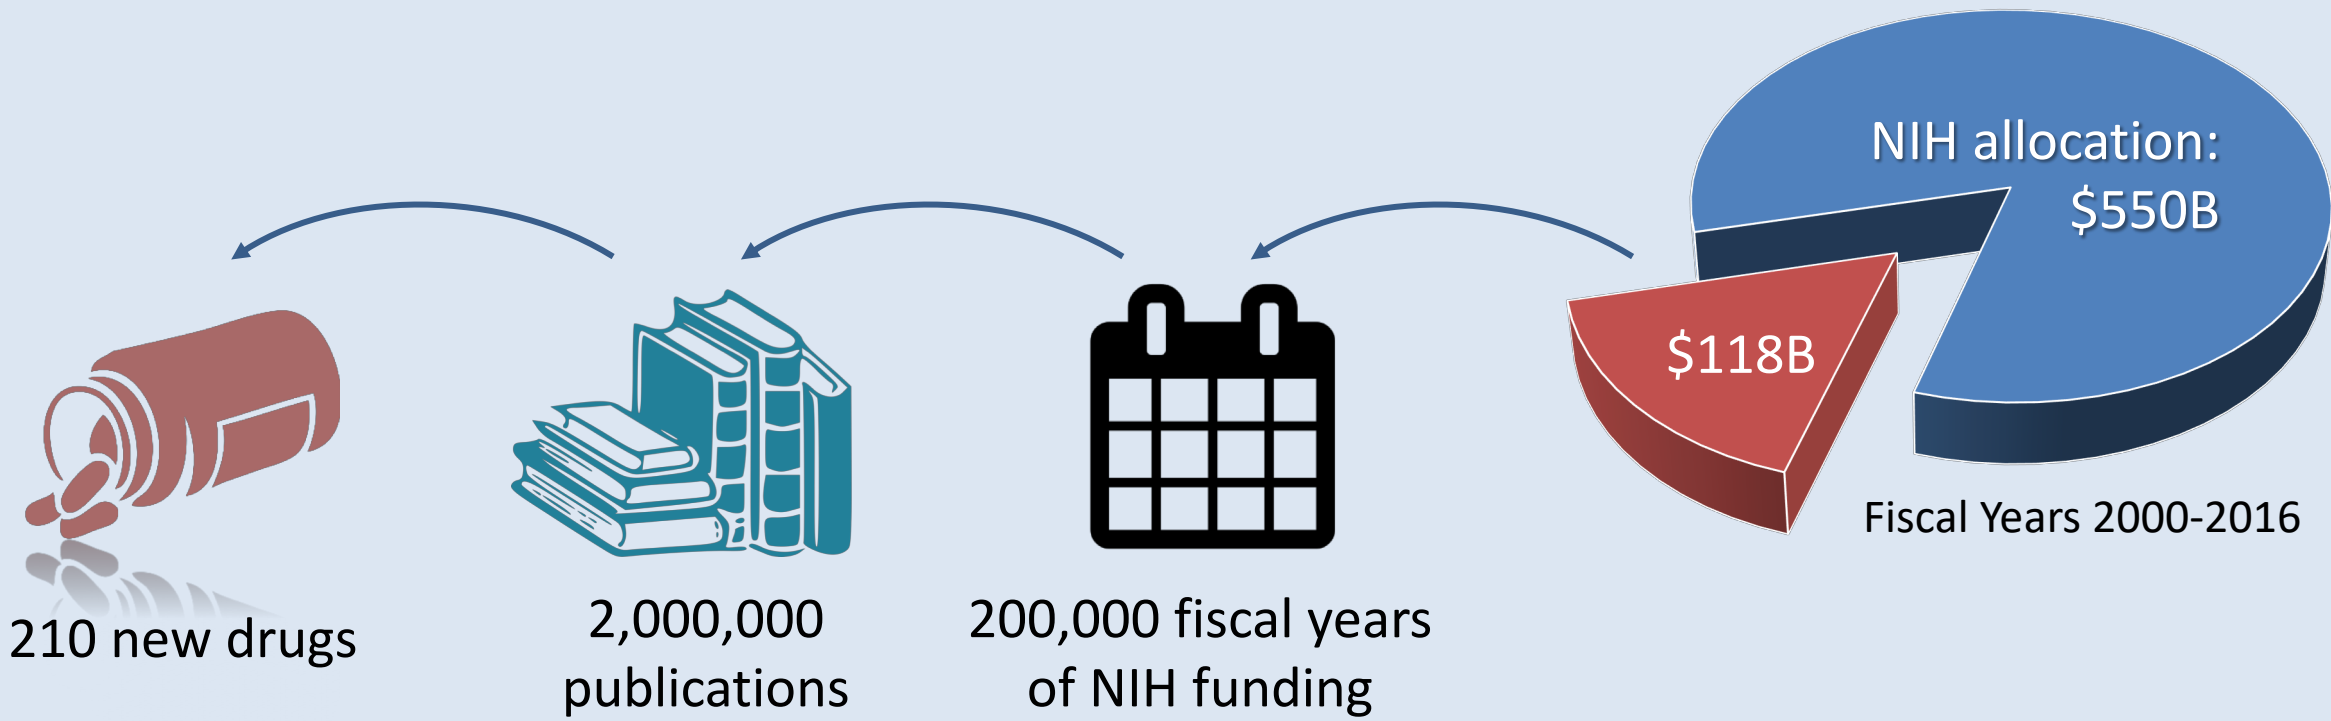 NIH allocation:
$550B
$118B
Fiscal Years 2000-2016
210 new drugs
2,000,000
publications
200,000 fiscal years
of NIH funding